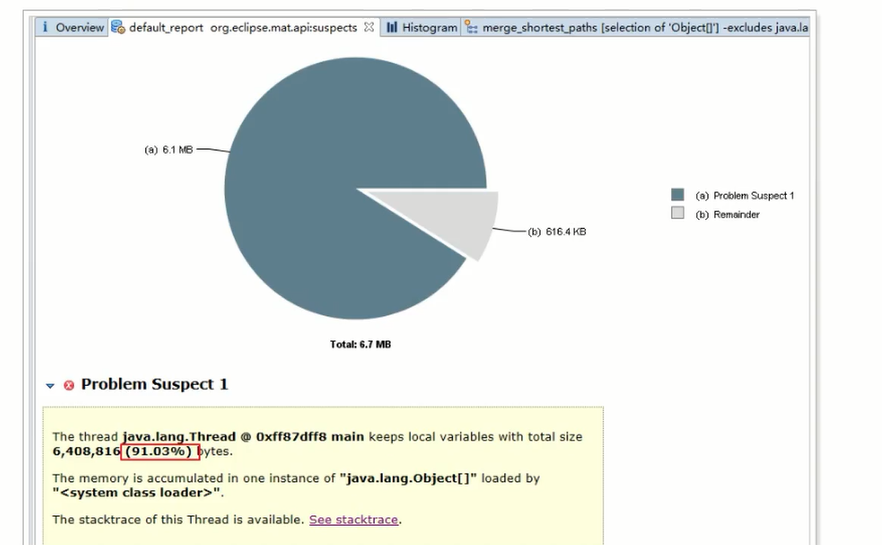 Overview
default_report org.eclipse.mat.api:suspects
Histogram
merge_shortest_paths [selection of 'Object[]'] -excludes java.la
(a) 6.1 MB
(a) Problem Suspect 1
(b) Remainder
(b) 616.4 KB
Total: 6.7 MB
Problem Suspect 1
The thread java.lang.Thread @ 0xff87dff8 main keeps local variables with total size
6,408,816 (91.03%) bytes.
The memory is accumulated in one instance of "java.lang.Object[]" loaded by
"<system class loader>".
The stacktrace of this Thread is available. See stacktrace.